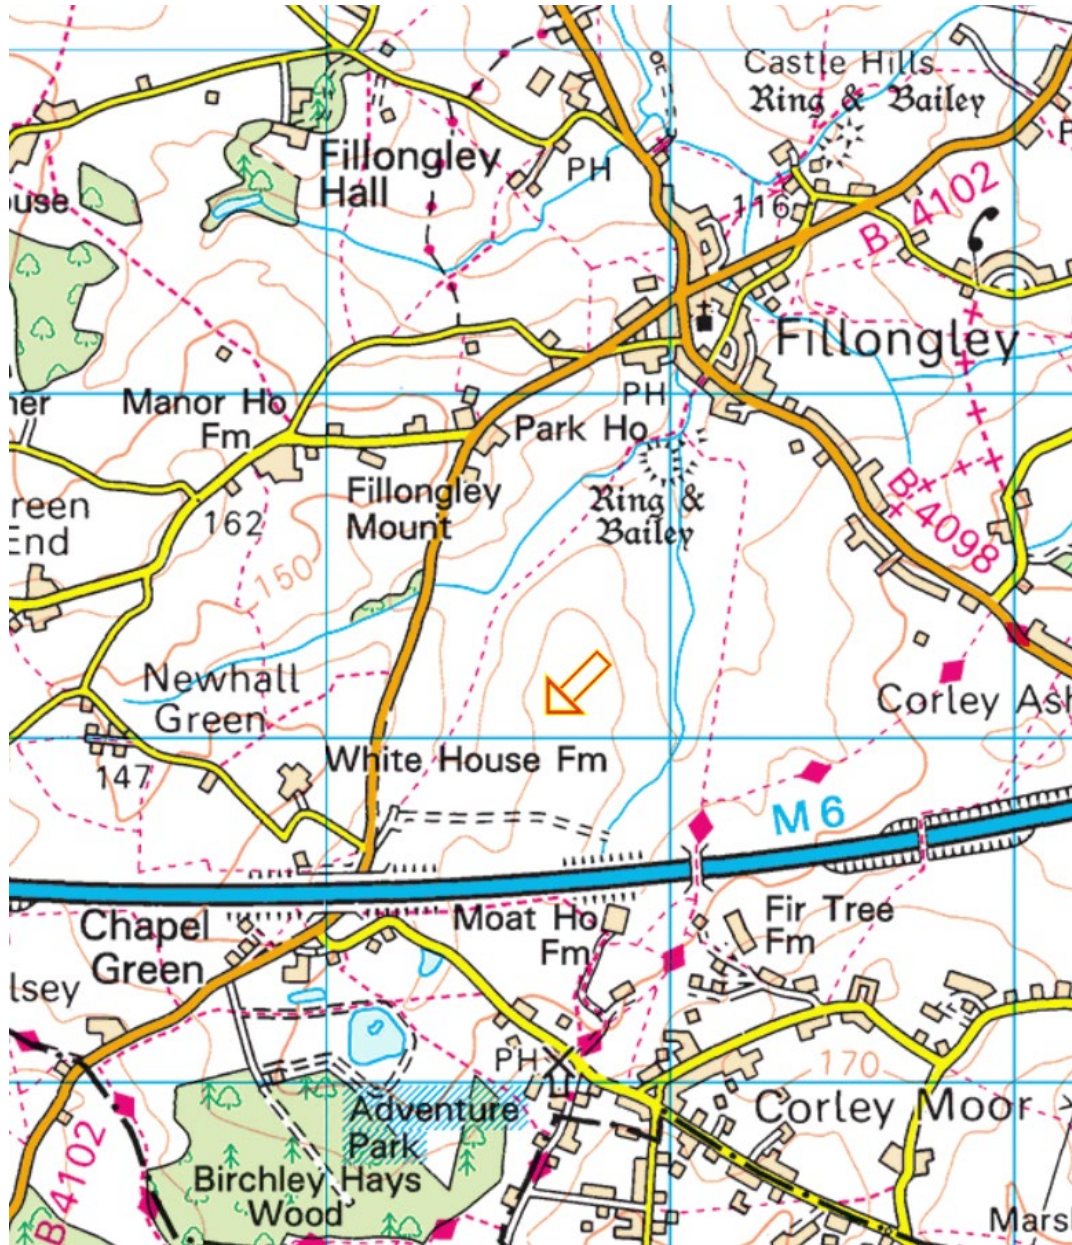 Castle Hills
Ring & Bailey
Fillongley
Hall
PH
116
B 4102
ouse
Fillongley
Manor Ho
Fm
PH
Park Ho
Fillongley
Mount
Ring &
Bailey
B 4098
162
reen
End
150
Newhall
Green
Corley Ash
White House Fm
147
M 6
Chapel
Green
Moat Ho
Fm
Fir Tree
Fm
lsey
PH
170
Adventure
Park
Corley Moor
Birchley Hays
Wood
B 4102
Mars